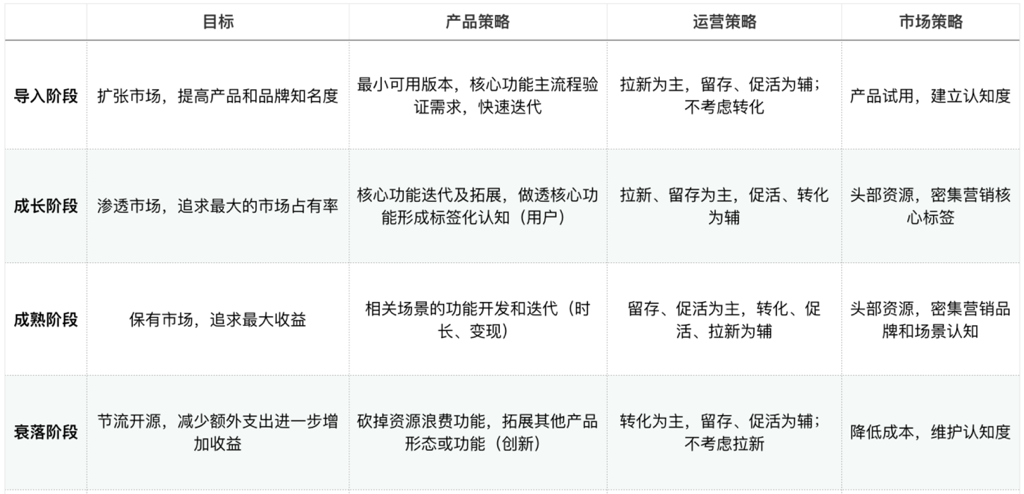 目标 产品策略 运营策略 市场策略
导入阶段 扩张市场，提高产品和品牌知名度 最小可用版本，核心功能主流程验 拉新为主，留存、促活为辅； 产品试用，建立认知度
证需求，快速迭代 不考虑转化
成长阶段 渗透市场，追求最大的市场占有率 核心功能迭代及拓展，做透核心功 拉新、留存为主，促活、转化 头部资源，密集营销核
能形成标签化认知（用户） 为辅 心标签
成熟阶段 保有市场，追求最大收益 相关场景的功能开发和迭代（时 留存、促活为主，转化、促 头部资源，密集营销品
长、变现） 活、拉新为辅 牌和场景认知
衰落阶段 节流开源，减少额外支出进一步增 砍掉资源浪费功能，拓展其他产品 转化为主，留存、促活为辅； 降低成本，维护认知度
加收益 形态或功能（创新） 不考虑拉新